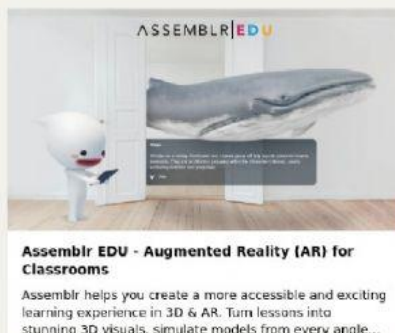 ASSEMBLR|EDU
Assemblr EDU - Augmented Reality (AR) for
Classrooms
Assemblr helps you create a more accessible and exciting
learning experience in 3D & AR. Turn lessons into
stunning 3D visuals, simulate models from every angle...